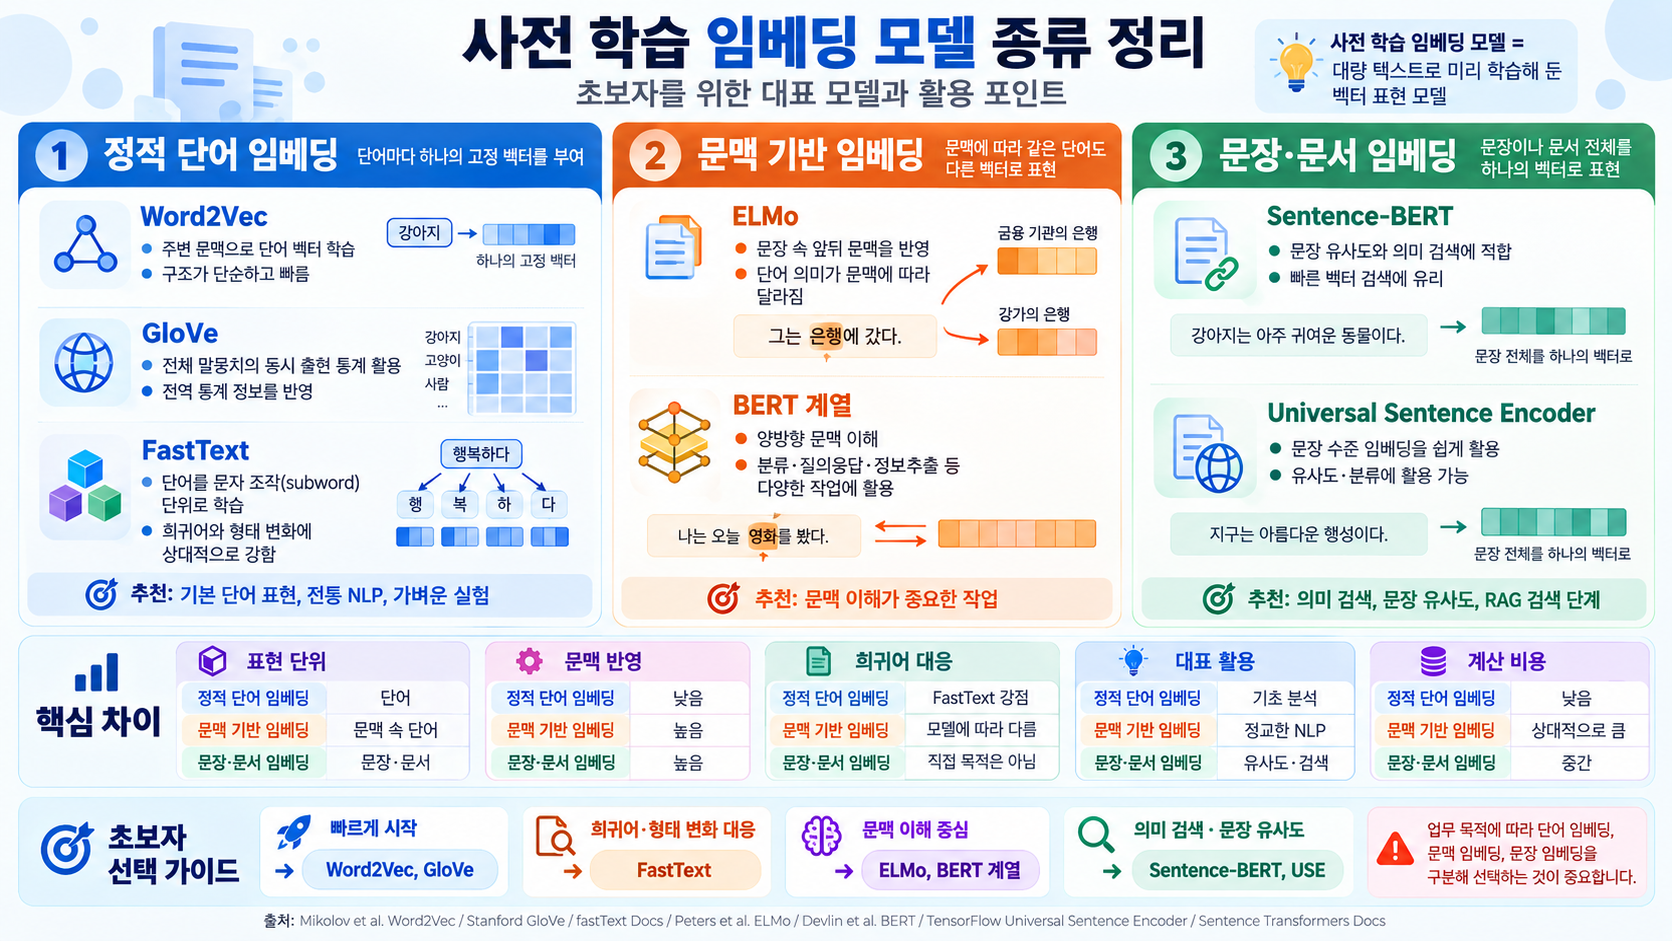 사전 학습 임베딩 모델 종류 정리
초보자를 위한 대표 모델과 활용 포인트
사전 학습 임베딩 모델 =
대량 텍스트로 미리 학습해 둔
벡터 표현 모델
1 정적 단어 임베딩 단어마다 하나의 고정 벡터를 부여
Word2Vec
주변 문맥으로 단어 벡터 학습
구조가 단순하고 빠름
강아지
하나의 고정 벡터
GloVe
전체 말뭉치의 동시 출현 통계 활용
전역 통계 정보를 반영
강아지
고양이
사람
...
FastText
단어를 문자 조작(subword)
단위로 학습
희귀어와 형태 변화에
상대적으로 강함
행복하다
행 복 하 다
추천: 기본 단어 표현, 전통 NLP, 가벼운 실험
2 문맥 기반 임베딩
문맥에 따라 같은 단어도
다른 벡터로 표현
ELMo
문장 속 앞뒤 문맥을 반영
단어 의미가 문맥에 따라
달라짐
그는 은행에 갔다.
금융 기관의 은행
강가의 은행
BERT 계열
양방향 문맥 이해
분류·질의응답·정보추출 등
다양한 작업에 활용
나는 오늘 영화를 봤다.
추천: 문맥 이해가 중요한 작업
3 문장·문서 임베딩
문장이나 문서 전체를
하나의 벡터로 표현
Sentence-BERT
문장 유사도와 의미 검색에 적합
빠른 벡터 검색에 유리
강아지는 아주 귀여운 동물이다.
문장 전체를 하나의 벡터로
Universal Sentence Encoder
문장 수준 임베딩을 쉽게 활용
유사도·분류에 활용 가능
지구는 아름다운 행성이다.
문장 전체를 하나의 벡터로
추천: 의미 검색, 문장 유사도, RAG 검색 단계
핵심 차이
표현 단위
정적 단어 임베딩 단어
문맥 기반 임베딩 문맥 속 단어
문장·문서 임베딩 문장·문서
문맥 반영
정적 단어 임베딩 낮음
문맥 기반 임베딩 높음
문장·문서 임베딩 높음
희귀어 대응
정적 단어 임베딩 FastText 강점
문맥 기반 임베딩 모델에 따라 다름
문장·문서 임베딩 직접 목적은 아님
대표 활용
정적 단어 임베딩 기초 분석
문맥 기반 임베딩 정교한 NLP
문장·문서 임베딩 유사도·검색
계산 비용
정적 단어 임베딩 낮음
문맥 기반 임베딩 상대적으로 큼
문장·문서 임베딩 중간
초보자
선택 가이드
빠르게 시작
Word2Vec, GloVe
희귀어·형태 변화 대응
FastText
문맥 이해 중심
ELMo, BERT 계열
의미 검색 · 문장 유사도
Sentence-BERT, USE
업무 목적에 따라 단어 임베딩,
문맥 임베딩, 문장 임베딩을
구분해 선택하는 것이 중요합니다.
출처: Mikolov et al. Word2Vec / Stanford GloVe / fastText Docs / Peters et al. ELMo / Devlin et al. BERT / TensorFlow Universal Sentence Encoder / Sentence Transformers Docs